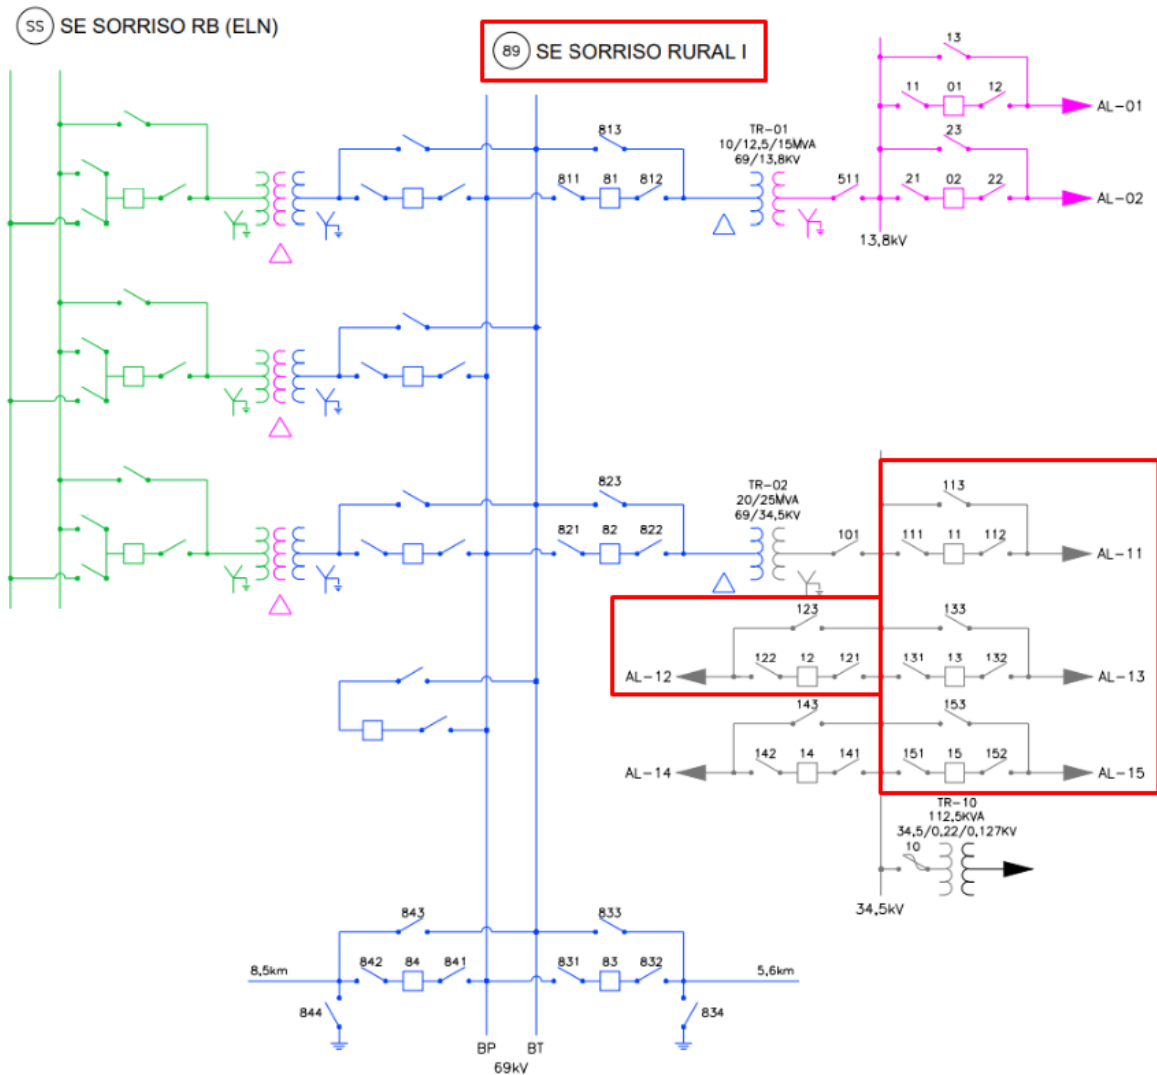 SS SE SORRISO RB (ELN)
89 SE SORRISO RURAL I
13
11 01 12
AL-01
23
21 02 22
AL-02
13,8kV
813
811 81 812
TR-01
10/12,5/15MVA
69/13,8KV
511
823
821 82 822
TR-02
20/25MVA
69/34,5KV
101
113
111 11 112
AL-11
123
133
AL-12
122 12 121
131 13 132
AL-13
143
153
AL-14
142 14 141
151 15 152
AL-15
TR-10
112,5KVA
34,5/0,22/0,127KV
10
34,5kV
843
833
8,5km
842 84 841
831 83 832
5,6km
844
834
BP BT
69kV